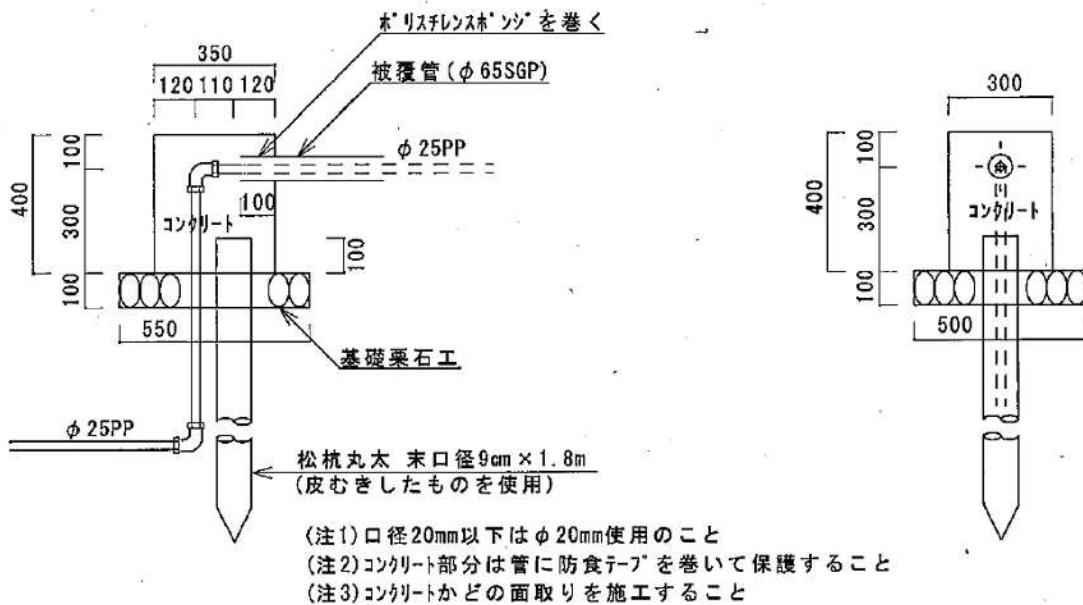 ポリスチレンスポンジを巻く
350
被覆管(φ65SGP)
120 110 120
φ25PP
100
400
300
100
コンクリート
100
100
550
基礎栗石工
φ25PP
松杭丸太 末口径9cm×1.8m
(皮むきしたものを使用)
300
100
400
300
コンクリート
100
500
(注1)口径20mm以下はφ20mm使用のこと
(注2)コンクリート部分は管に防食テープを巻いて保護すること
(注3)コンクリートかどの面取りを施工すること